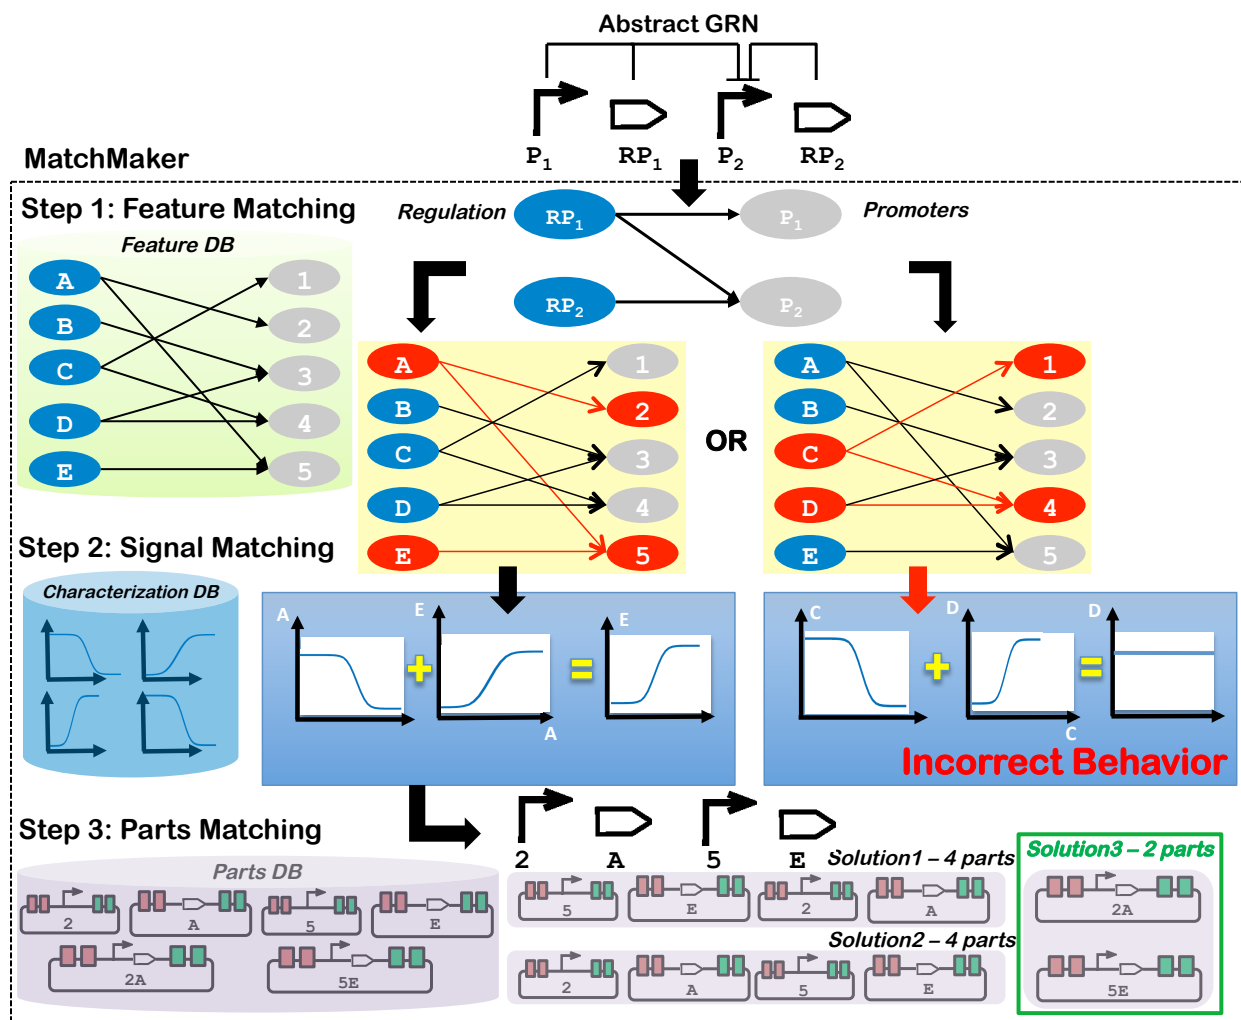 Abstract GRN
P1 RP1 P2 RP2
MatchMaker
Step 1: Feature Matching
Regulation RP1 P1 Promoters
RP2 P2
Feature DB
A 1
B 2
C 3
D 4
E 5
A 1
B 2
C 3
D 4
E 5
OR
A 1
B 2
C 3
D 4
E 5
Step 2: Signal Matching
Characterization DB
A + E A = E
C + D C = D
Incorrect Behavior
Step 3: Parts Matching
2 A 5 E
Parts DB
2 A 5 E
2A 5E
Solution1 – 4 parts
5 E 2 A
Solution2 – 4 parts
2 A 5 E
Solution3 – 2 parts
2A
5E